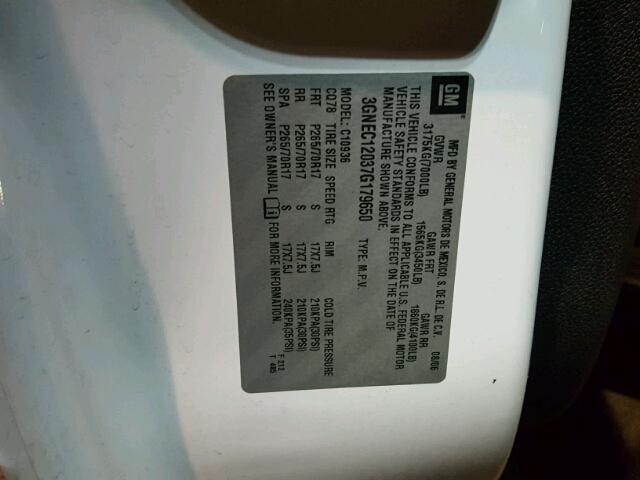 GM
MFD BY GENERAL MOTORS DE MEXICO, S. DE R.L. DE C.V. 08/06
GVWR GAWR FRT GAWR RR
3175KG(7000LB) 1565KG(3450LB) 1860KG(4100LB)
THIS VEHICLE CONFORMS TO ALL APPLICABLE U.S. FEDERAL MOTOR
VEHICLE SAFETY STANDARDS IN EFFECT ON THE DATE OF
MANUFACTURE SHOWN ABOVE.
3GNEC12037G179650 TYPE: M.P.V.
MODEL: C10936
CQ78 TIRE SIZE SPEED RTG RIM COLD TIRE PRESSURE
FRT P265/70R17 S 17X7.5J 210KPA(30PSI)
RR P265/70R17 S 17X7.5J 210KPA(30PSI)
SPA P265/70R17 S 17X7.5J 240KPA(35PSI)
SEE OWNER'S MANUAL FOR MORE INFORMATION.
F 212
T 485